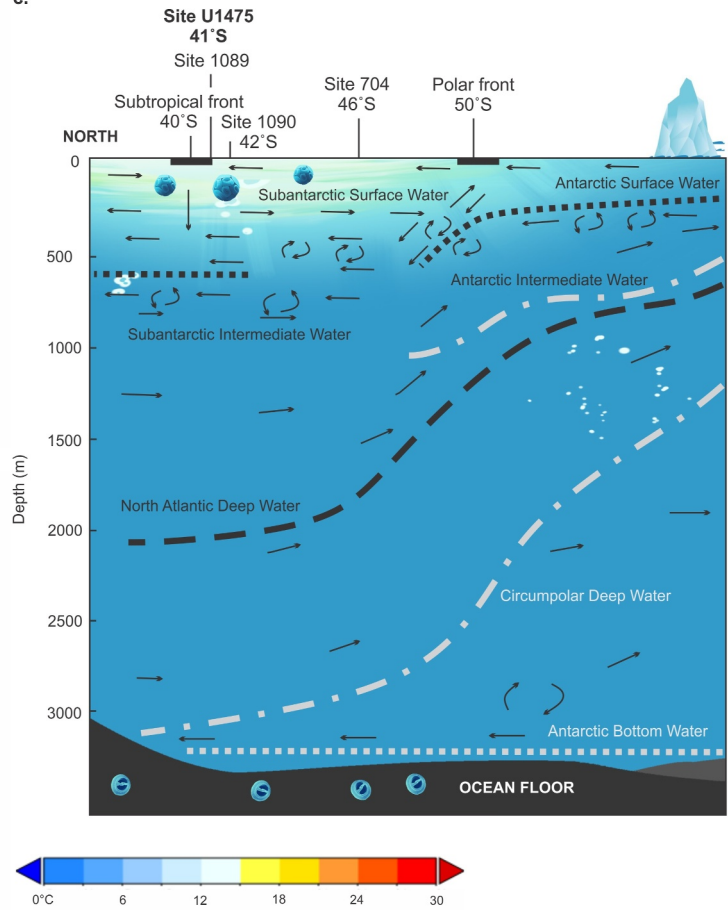 c.
Site U1475
41˚S
Site 1089
Subtropical front
40˚S
Site 1090
42˚S
Site 704
46˚S
Polar front
50˚S
NORTH
0
500
1000
1500
2000
2500
3000
Depth (m)
Subantarctic Surface Water
Antarctic Surface Water
Antarctic Intermediate Water
Subantarctic Intermediate Water
North Atlantic Deep Water
Circumpolar Deep Water
Antarctic Bottom Water
OCEAN FLOOR
0°C 6 12 18 24 30